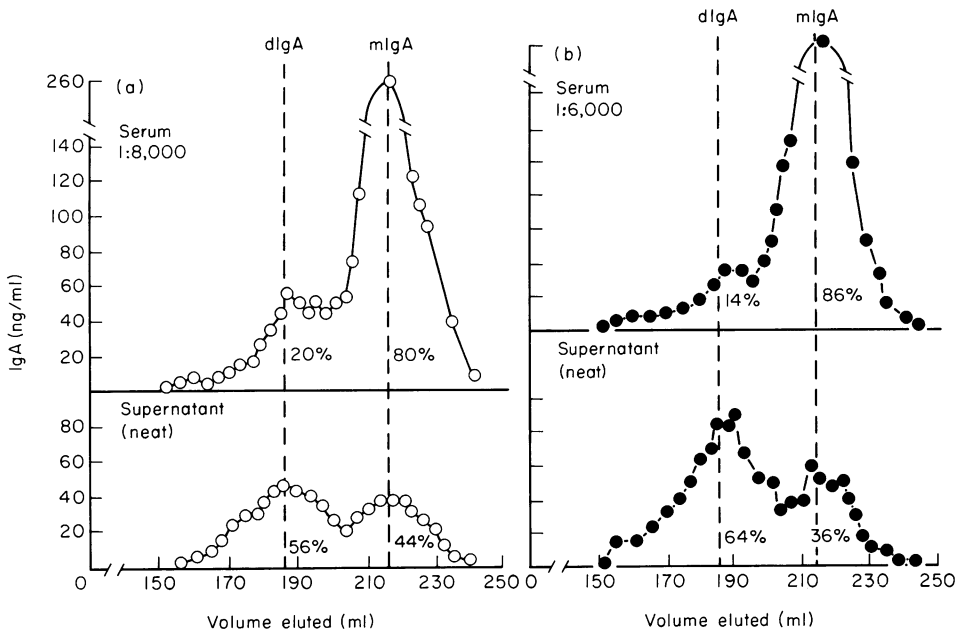 dIgA
mIgA
(a)
Serum
1:8,000
260
140
120
100
80
60
40
20
20%
80%
IgA (ng/ml)
Supernatant
(neat)
80
60
40
20
0
56%
44%
150
170
190
210
230
250
Volume eluted (ml)
dIgA
mIgA
(b)
Serum
1:6,000
14%
86%
Supernatant
(neat)
64%
36%
0
150
170
190
210
230
250
Volume eluted (ml)